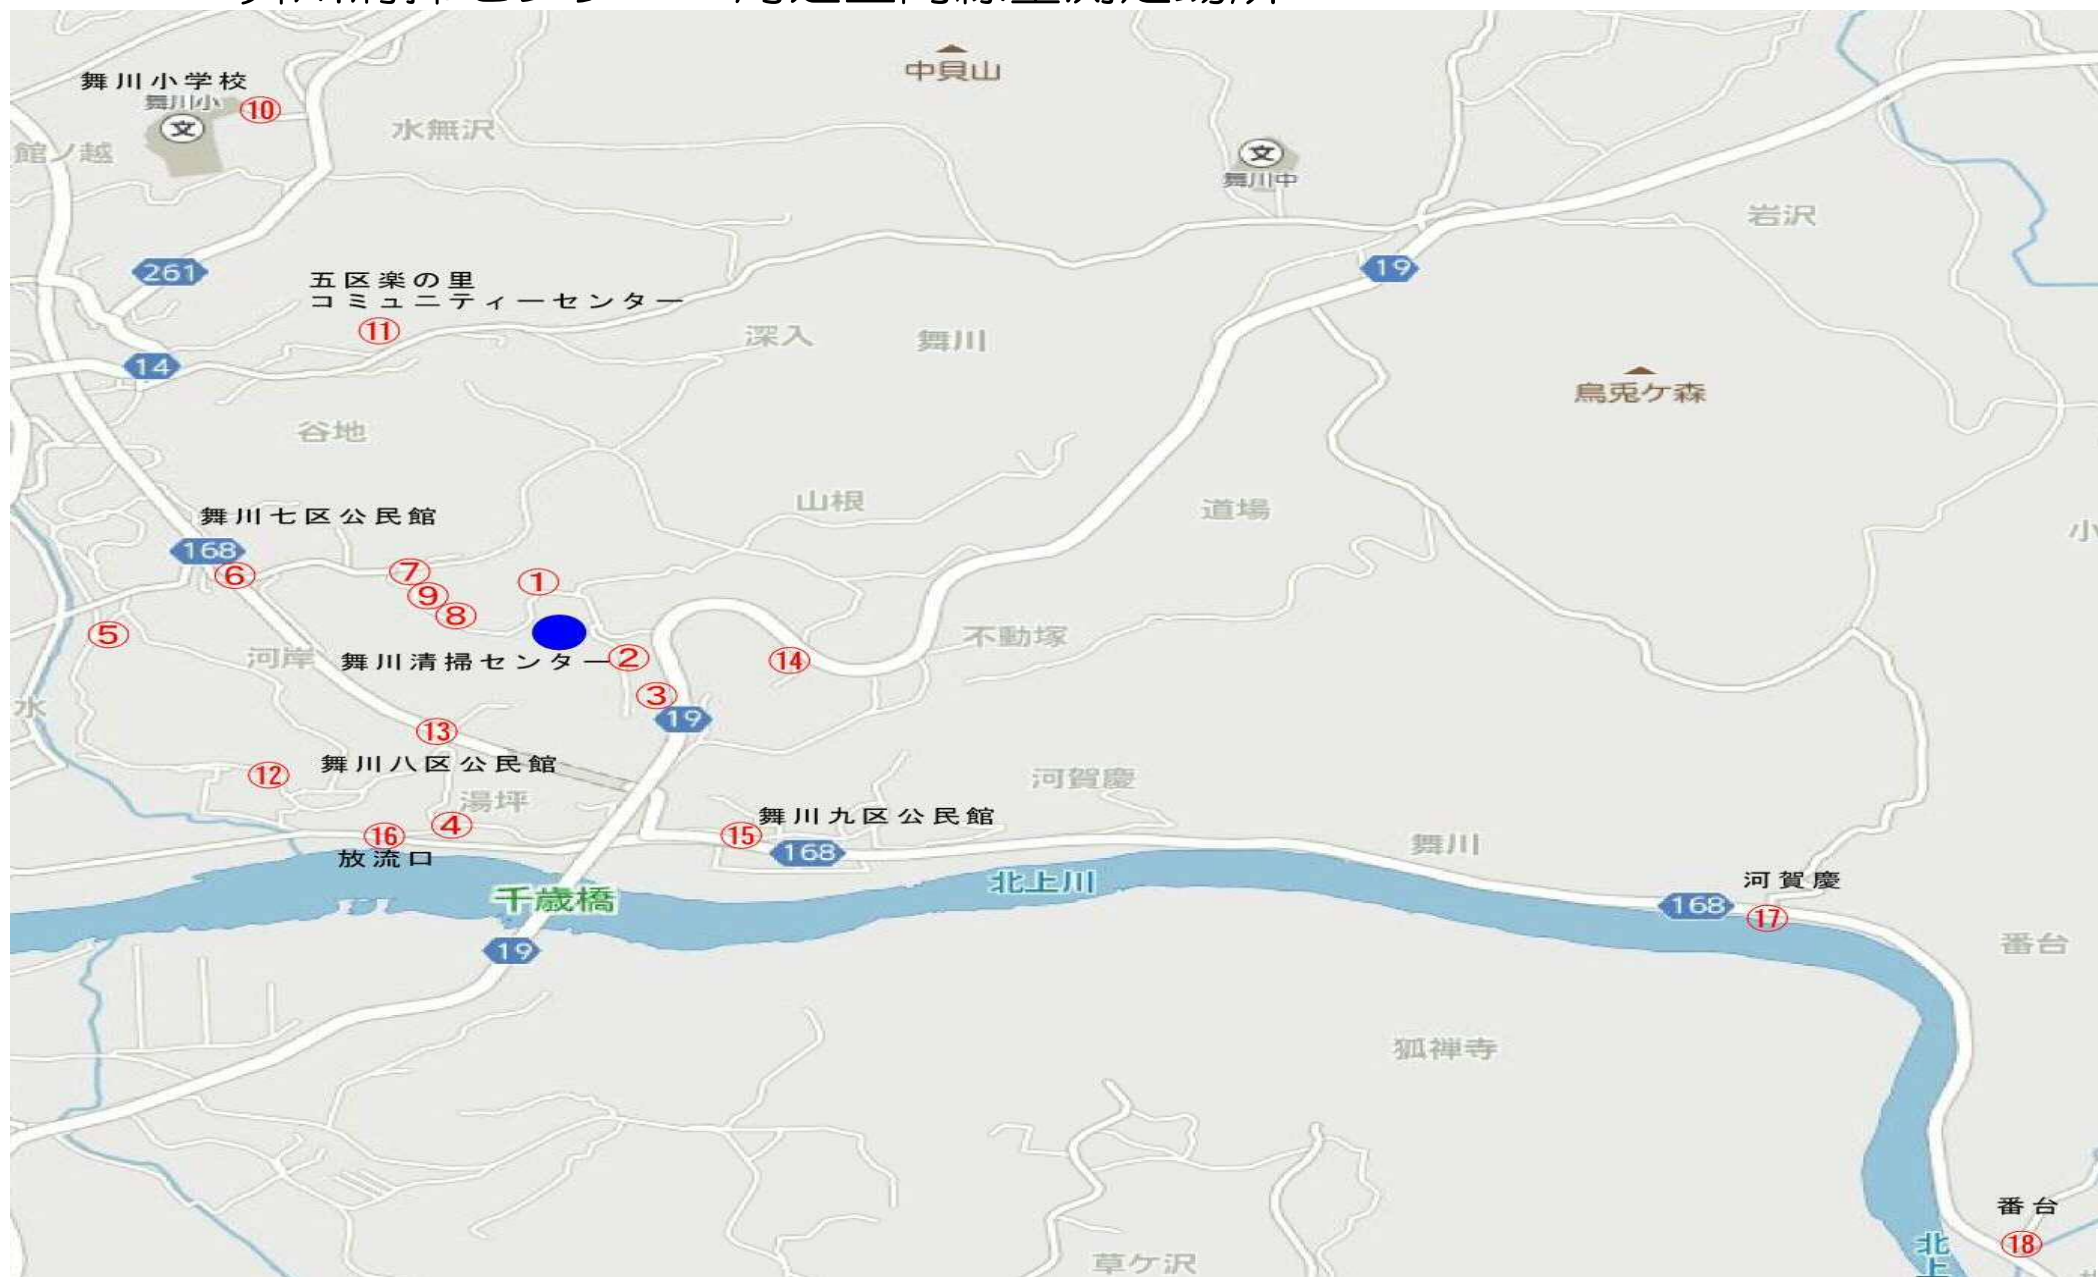 中貝山
舞川小学校
舞川小
⑩
文
水無沢
館ノ越
文
舞川中
岩沢
261
19
五区楽の里
コミュニティーセンター
⑪
深入
舞川
14
烏兎ケ森
谷地
山根
道場
舞川七区公民館
小
168
⑥
⑦
①
⑨
⑧
⑤
不動塚
河岸
舞川清掃センター
②
⑭
③
水
19
⑬
⑫
舞川八区公民館
河賀慶
湯坪
④
⑯
放流口
⑮
舞川九区公民館
168
舞川
北上川
河賀慶
千歳橋
168
⑰
19
番台
狐禅寺
番台
⑱
北上
草ケ沢